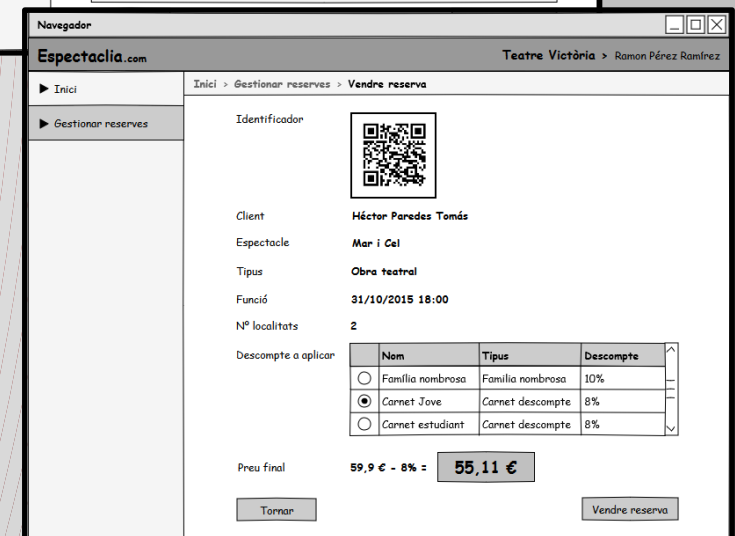 Navegador
Espectaclia.com
Teatre Victòria > Ramon Pérez Ramírez
Inici
Inici > Gestionar reserves > Vendre reserva
Gestionar reserves
Identificador
Client Héctor Paredes Tomás
Espectacle Mar i Cel
Tipus Obra teatral
Funció 31/10/2015 18:00
Nº localitats 2
Descompte a aplicar
Nom Tipus Descompte
Família nombrosa Familia nombrosa 10%
Carnet Jove Carnet descompte 8%
Carnet estudiant Carnet descompte 8%
Preu final 59,9 € - 8% = 55,11 €
Tornar Vendre reserva